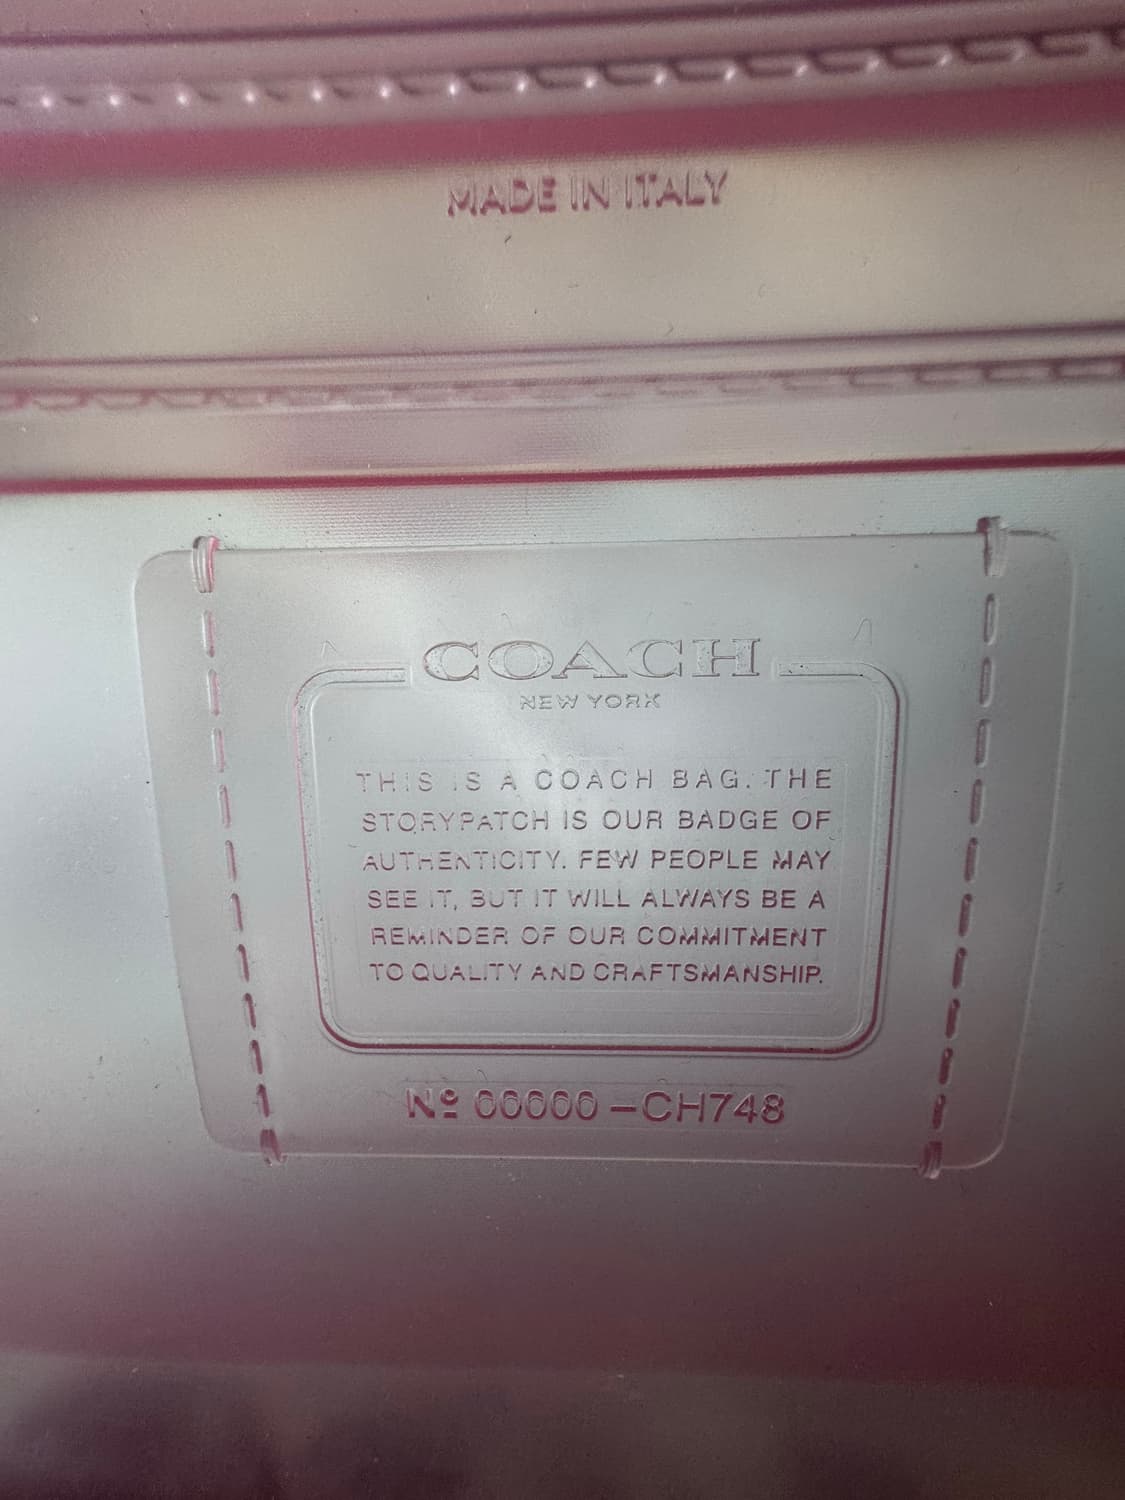 MADE IN ITALY
COACH
NEW YORK
THIS IS A COACH BAG. THE
STORYPATCH IS OUR BADGE OF
AUTHENTICITY. FEW PEOPLE MAY
SEE IT, BUT IT WILL ALWAYS BE A
REMINDER OF OUR COMMITMENT
TO QUALITY AND CRAFTSMANSHIP.
Nº 00000 –CH748